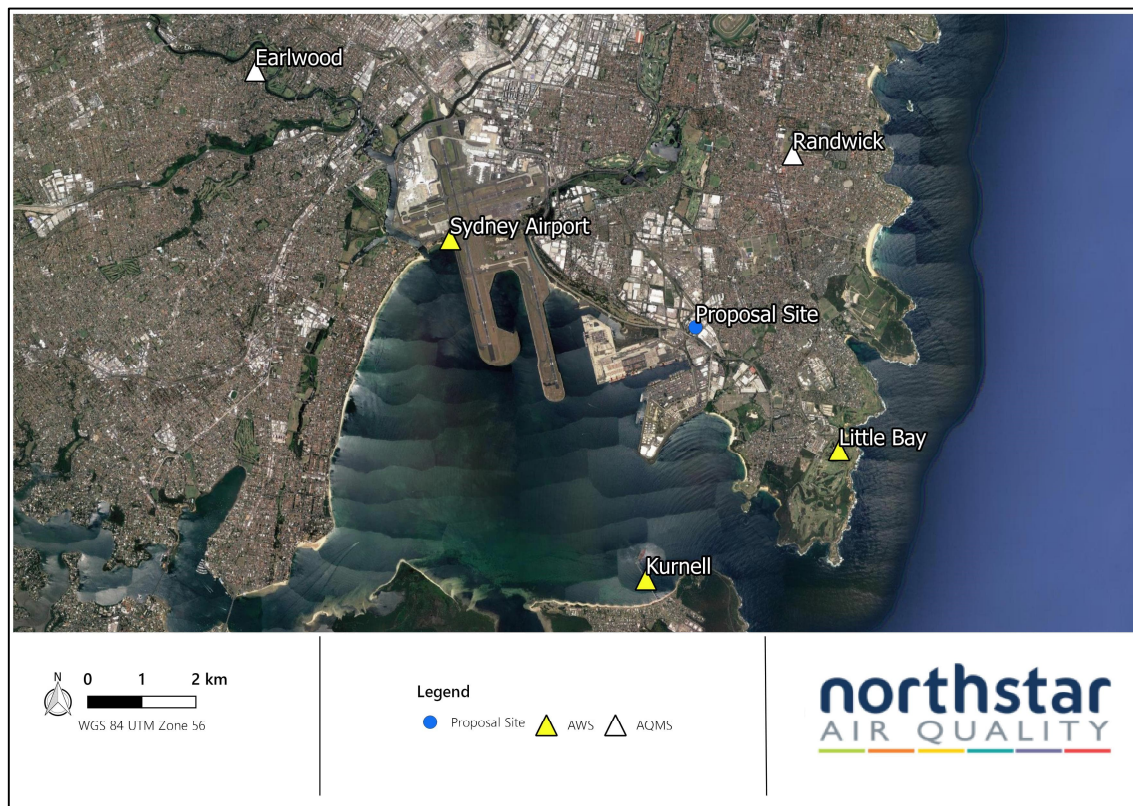 Earlwood
Randwick
Sydney Airport
Proposal Site
Little Bay
Kurnell
N
0 1 2 km
WGS 84 UTM Zone 56
Legend
Proposal Site AWS AQMS
northstar
AIR QUALITY